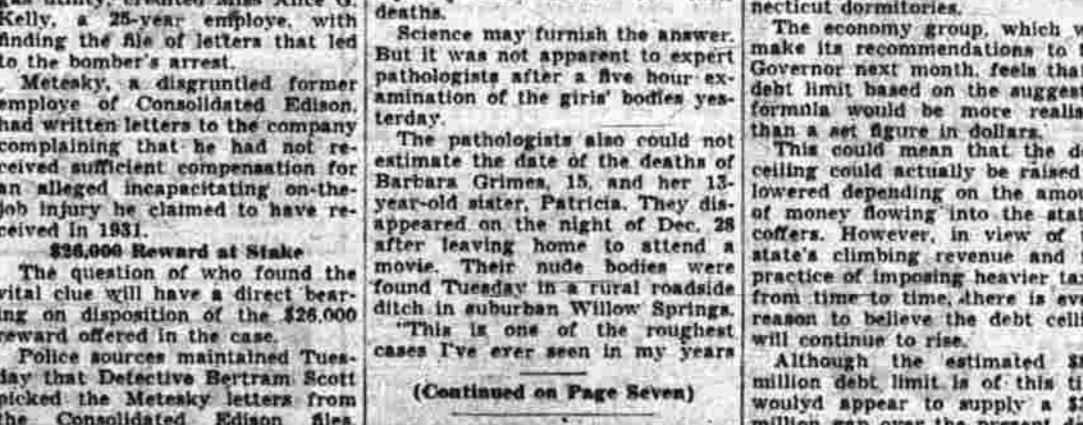 Kelly, a 25-year employe, with
finding the file of letters that led
to the bomber's arrest.
Metesky, a disgruntled former
employe of Consolidated Edison,
had written letters to the company
complaining that he had not re-
ceived sufficient compensation for
an alleged incapacitating on-the-
job injury he claimed to have re-
ceived in 1931.
$26,000 Reward at Stake
The question of who found the
vital clue will have a direct bear-
ing on disposition of the $26,000
reward offered in the case.
Police sources maintained Tues-
day that Detective Bertram Scott
picked the Metesky letters from
the Consolidated Edison files.
deaths.
Science may furnish the answer.
But it was not apparent to expert
pathologists after a five hour ex-
amination of the girls' bodies yes-
terday.
The pathologists also could not
estimate the date of the deaths of
Barbara Grimes, 15, and her 13-
year-old sister, Patricia. They dis-
appeared on the night of Dec. 28
after leaving home to attend a
movie. Their nude bodies were
found Tuesday in a rural roadside
ditch in suburban Willow Springs.
"This is one of the roughest
cases I've ever seen in my years
(Continued on Page Seven)
necticut dormitories.
The economy group, which
make its recommendations to
Governor next month, feels
debt limit based on the
formula would be more
than a set figure in dollars.
This could mean that the
ceiling could actually be raised
lowered depending on the
of money flowing into the
coffers. However, in view of
state's climbing revenue and
practice of imposing heavier
from time to time, there is
reason to believe the debt
will continue to rise.
Although the estimated
million debt limit is of this
woulyd appear to supply a
million gap over the present